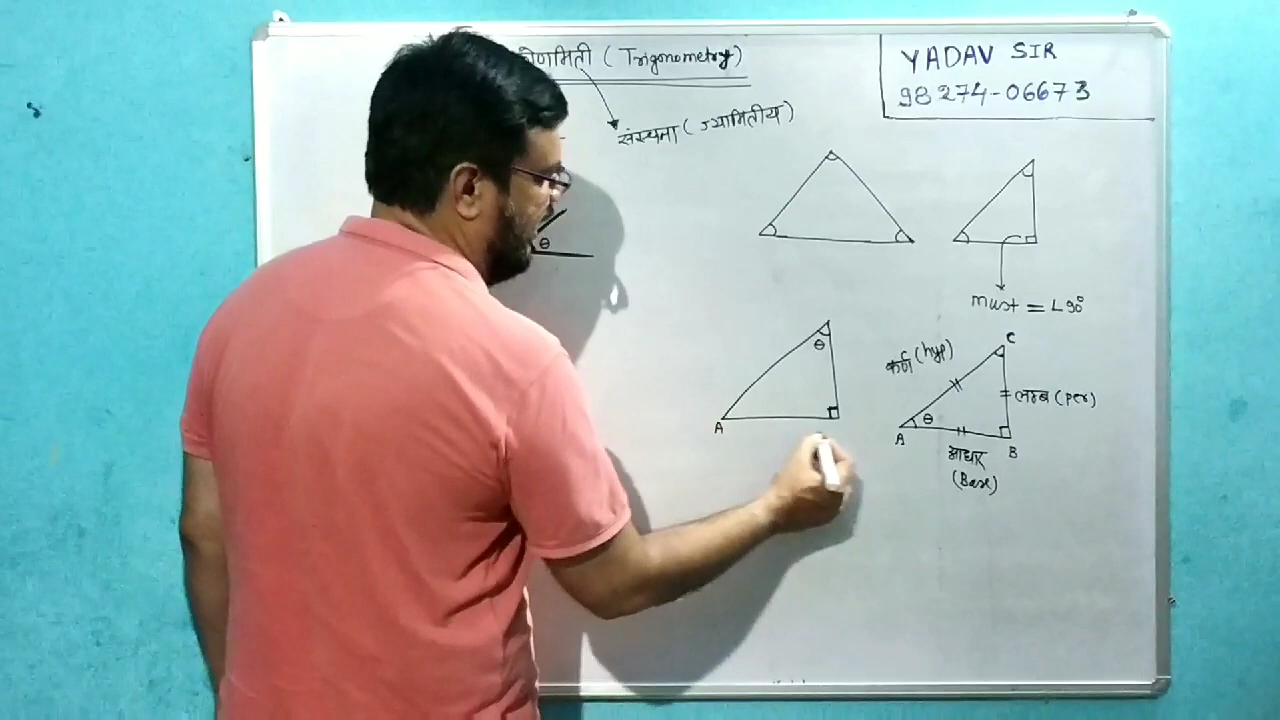 (Trigonometry)
YADAV SIR
98274-06673
संरचना (ज्यामितीय)
θ
must = ∟90°
θ
A
C
कर्ण (hyp)
लम्ब (per)
θ
A
B
आधार
(Base)